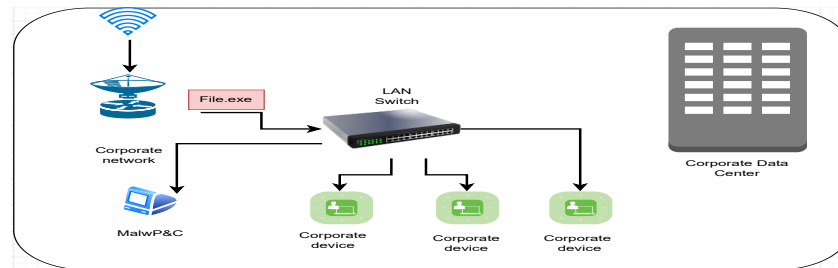 LAN
Switch
File.exe
Corporate
network
Corporate Data
Center
MalwP&C
Corporate
device
Corporate
device
Corporate
device